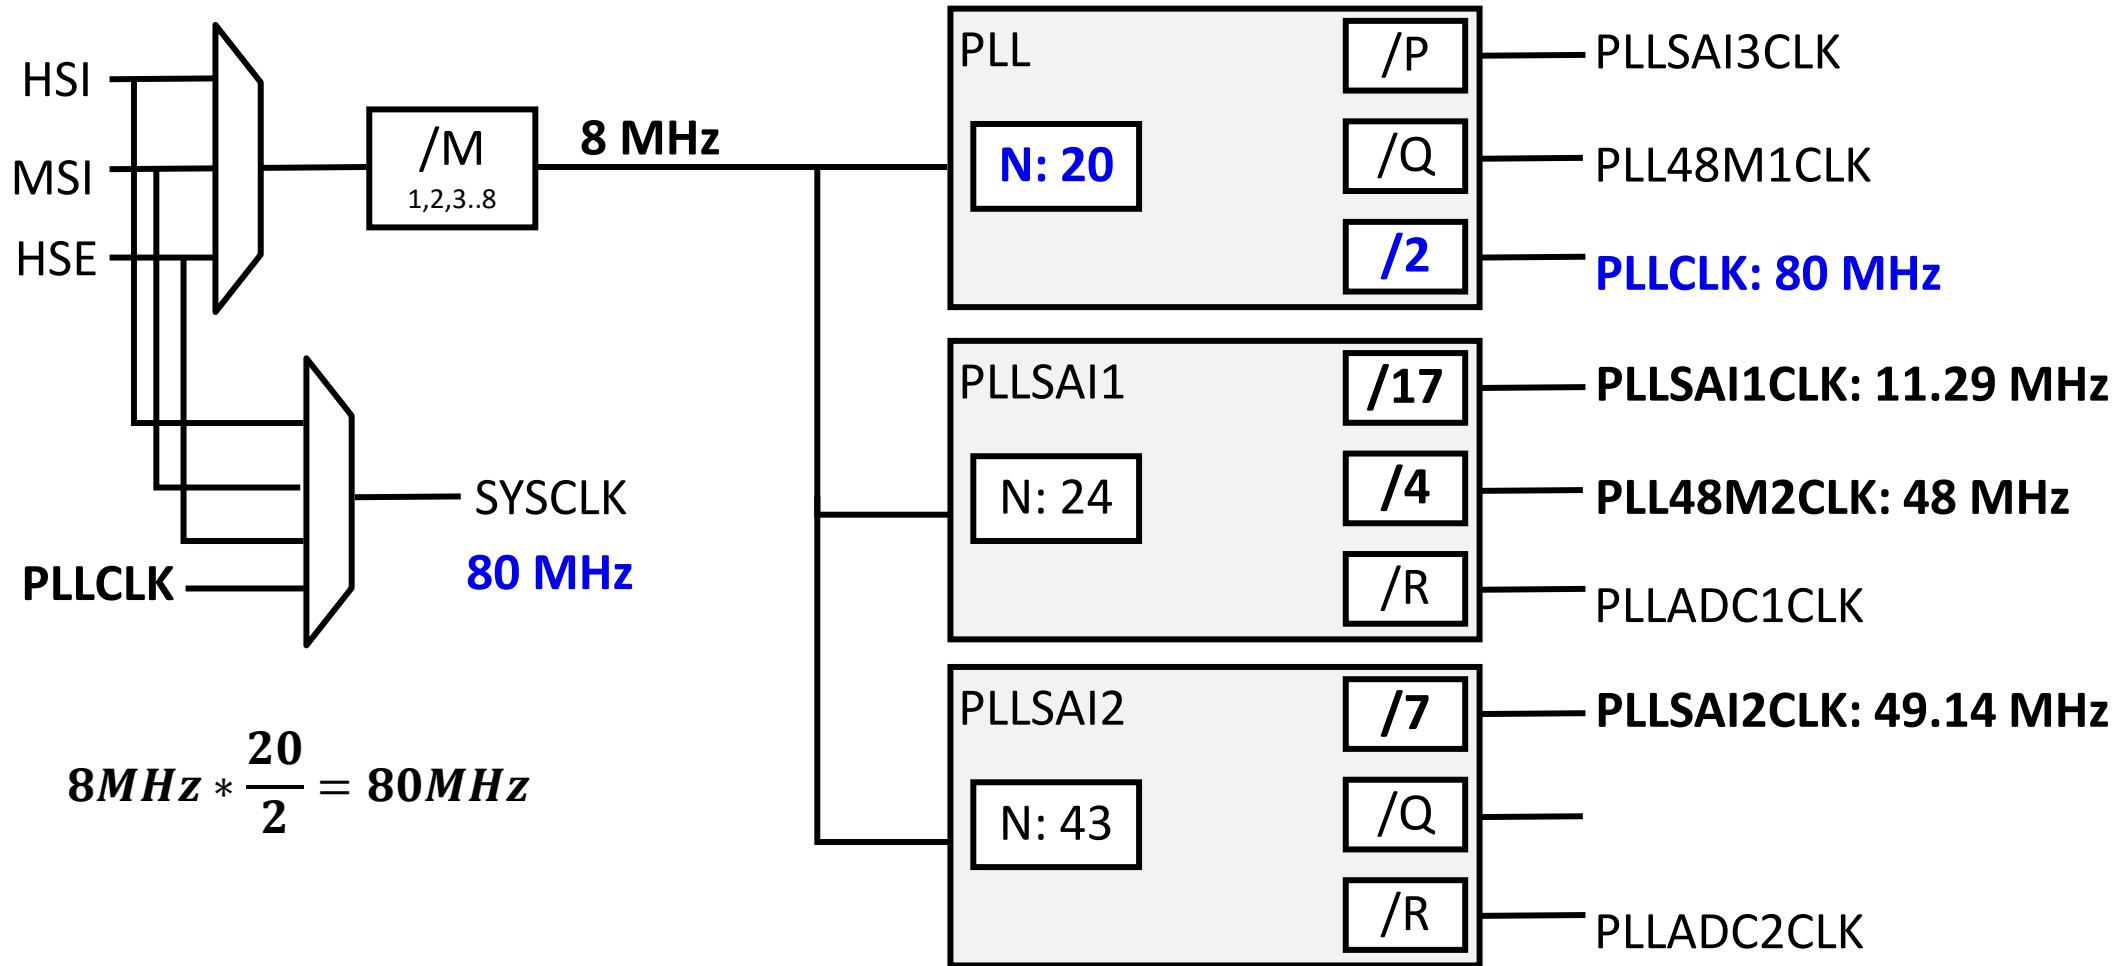 HSI
MSI
HSE
/M
1,2,3..8
8 MHz
PLLCLK
SYSCLK
80 MHz
8MHz * 20/2 = 80MHz
PLL
N: 20
/P
/Q
/2
PLLSAI3CLK
PLL48M1CLK
PLLCLK: 80 MHz
PLLSAI1
N: 24
/17
/4
/R
PLLSAI1CLK: 11.29 MHz
PLL48M2CLK: 48 MHz
PLLADC1CLK
PLLSAI2
N: 43
/7
/Q
/R
PLLSAI2CLK: 49.14 MHz
PLLADC2CLK